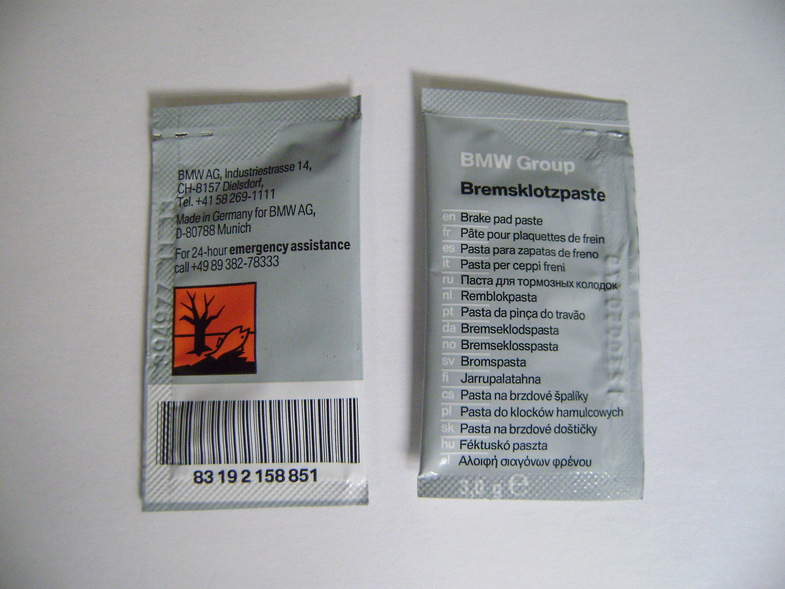 BMW AG, Industriestrasse 14,
CH-8157 Dielsdorf,
Tel. +41 58 269-1111
Made in Germany for BMW AG,
D-80788 Munich
For 24-hour emergency assistance
call +49 89 382-78333
83 19 2 158 851
BMW Group
Bremsklotzpaste
en Brake pad paste
fr Pâte pour plaquettes de frein
es Pasta para zapatas de freno
it Pasta per ceppi freni
ru Паста для тормозных колодок
nl Remblokpasta
pt Pasta da pinça do travão
da Bremseklodspasta
no Bremseklosspasta
sv Bromspasta
fi Jarrupalatahna
cs Pasta na brzdové špalíky
pl Pasta do klocków hamulcowych
sk Pasta na brzdové doštičky
hu Féktuskó paszta
el Αλοιφή σιαγόνων φρένου
3,0 g ℮